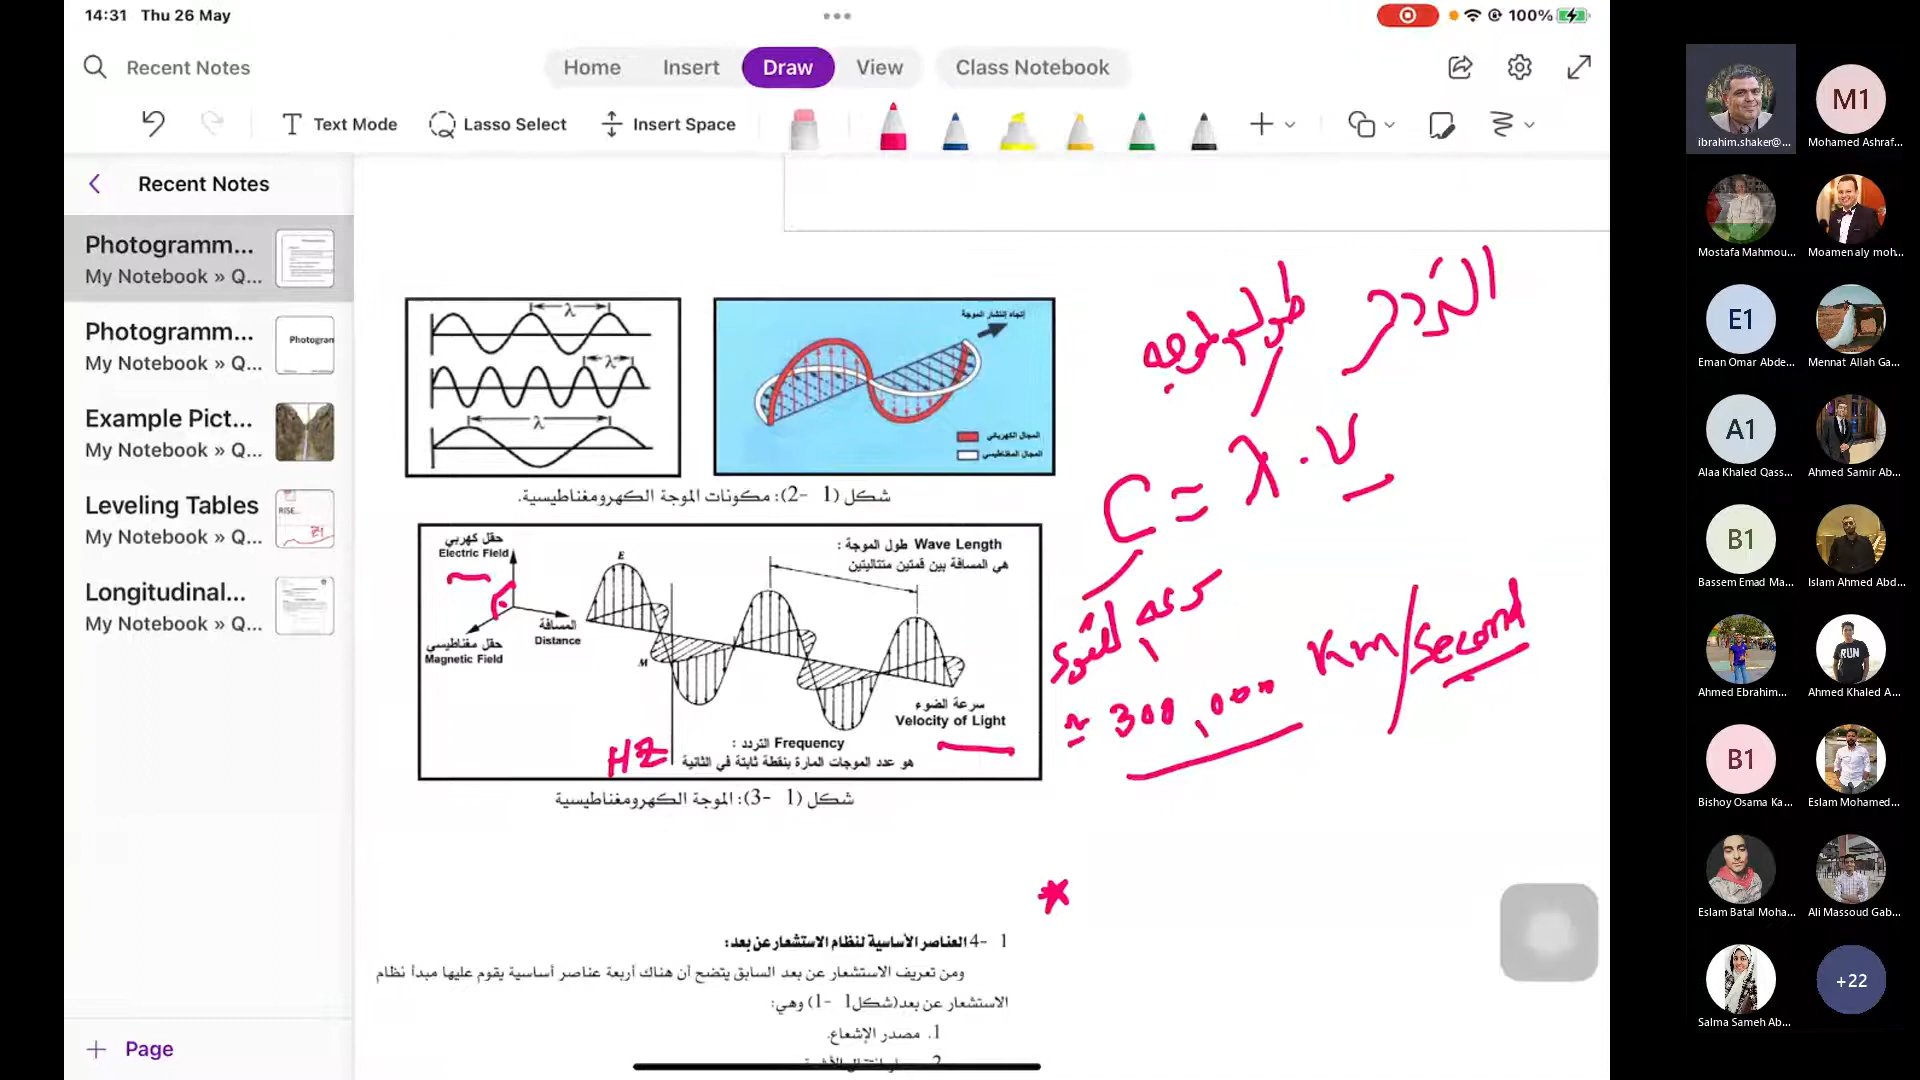 14:31 Thu 26 May
100%
Recent Notes
Home Insert Draw View Class Notebook
Text Mode Lasso Select Insert Space
Recent Notes
Photogramm...
My Notebook » Q...
Photogramm...
My Notebook » Q...
Photogran
Example Pict...
My Notebook » Q...
Leveling Tables
My Notebook » Q...
RISE...
Longitudinal...
My Notebook » Q...
+ Page
λ
λ
λ
إتجاه إنتشار الموجة
المجال الكهربائي
المجال المغناطيسي
شكل (1 -2): مكونات الموجة الكهرومغناطيسية.
حقل كهربي
Electric Field
المسافة
Distance
حقل مغناطيسي
Magnetic Field
E
M
طول الموجة Wave Length :
هي المسافة بين قمتين متتاليتين
سرعة الضوء
Velocity of Light
التردد Frequency :
هو عدد الموجات المارة بنقطة ثابتة في الثانية
HZ
شكل (1 -3): الموجة الكهرومغناطيسية
التردد
طول الموجه
C = λ . ν
سرعة الضوء
≈ 300,000 Km/Second
1 -4 العناصر الأساسية لنظام الاستشعار عن بعد:
ومن تعريف الاستشعار عن بعد السابق يتضح أن هناك أربعة عناصر أساسية يقوم عليها مبدأ نظام
الاستشعار عن بعد(شكل1 -1) وهي:
1. مصدر الإشعاع.
ibrahim.shaker@...
M1
Mohamed Ashraf...
Mostafa Mahmou...
Moamenaly moh...
E1
Eman Omar Abde...
Mennat Allah Ga...
A1
Alaa Khaled Qass...
Ahmed Samir Ab...
B1
Bassem Emad Ma...
Islam Ahmed Abd...
Ahmed Ebrahim...
RUN
Ahmed Khaled A...
B1
Bishoy Osama Ka...
Eslam Mohamed...
Eslam Batal Moha...
Ali Massoud Gab...
Salma Sameh Ab...
+22